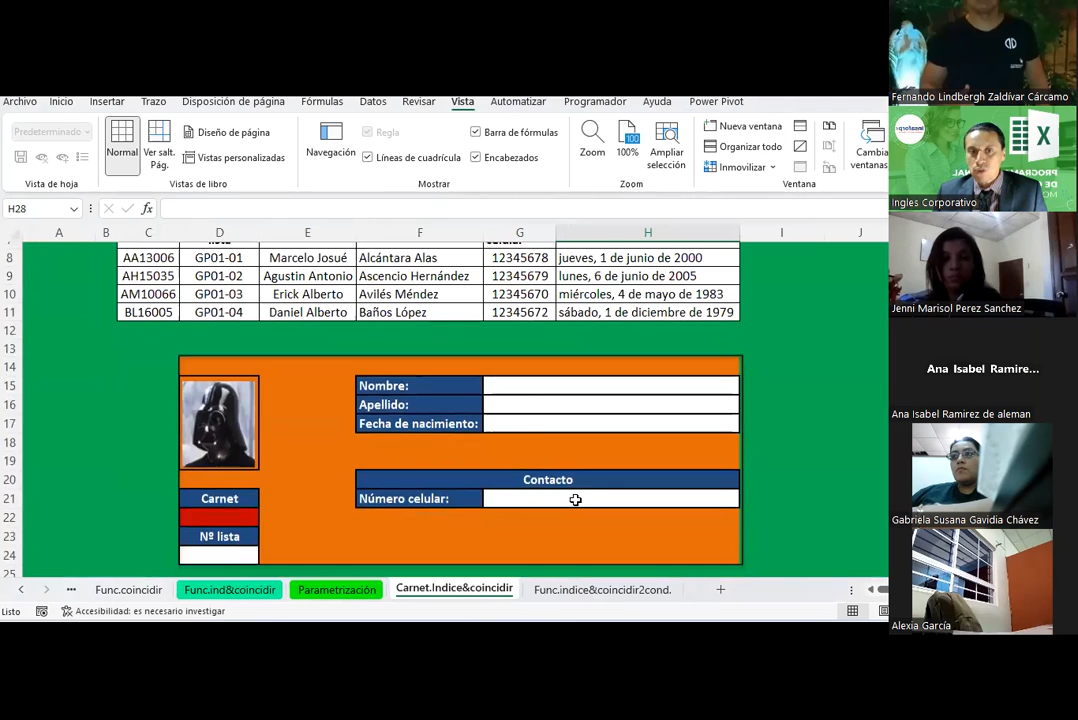 Archivo Inicio Insertar Trazo Disposición de página Fórmulas Datos Revisar Vista Automatizar Programador Ayuda Power Pivot
Predeterminado
Normal
Ver salt. Pág.
Diseño de página
Vistas personalizadas
Navegación
Regla
Líneas de cuadrícula
Barra de fórmulas
Encabezados
Zoom
100
100%
Ampliar selección
Nueva ventana
Organizar todo
Inmovilizar
Cambia ventanas
Vista de hoja Vistas de libro Mostrar Zoom Ventana
H28 fx
A B C D E F G H I J
lista
8 AA13006 GP01-01 Marcelo Josué Alcántara Alas 12345678 jueves, 1 de junio de 2000
9 AH15035 GP01-02 Agustin Antonio Ascencio Hernández 12345679 lunes, 6 de junio de 2005
10 AM10066 GP01-03 Erick Alberto Avilés Méndez 12345670 miércoles, 4 de mayo de 1983
11 BL16005 GP01-04 Daniel Alberto Baños López 12345672 sábado, 1 de diciembre de 1979
12
13
14
15 Nombre:
16 Apellido:
17 Fecha de nacimiento:
18
19
20 Contacto
21 Carnet Número celular:
22
23 Nº lista
24
25
... Func.coincidir Func.ind&coincidir Parametrización Carnet.Indice&coincidir Func.indice&coincidir2cond. +
Listo Accesibilidad: es necesario investigar
Fernando Lindbergh Zaldívar Cárcamo
X
Ingles Corporativo
Jenni Marisol Perez Sanchez
Ana Isabel Ramire...
Ana Isabel Ramirez de aleman
Gabriela Susana Gavidia Chávez
Alexia García